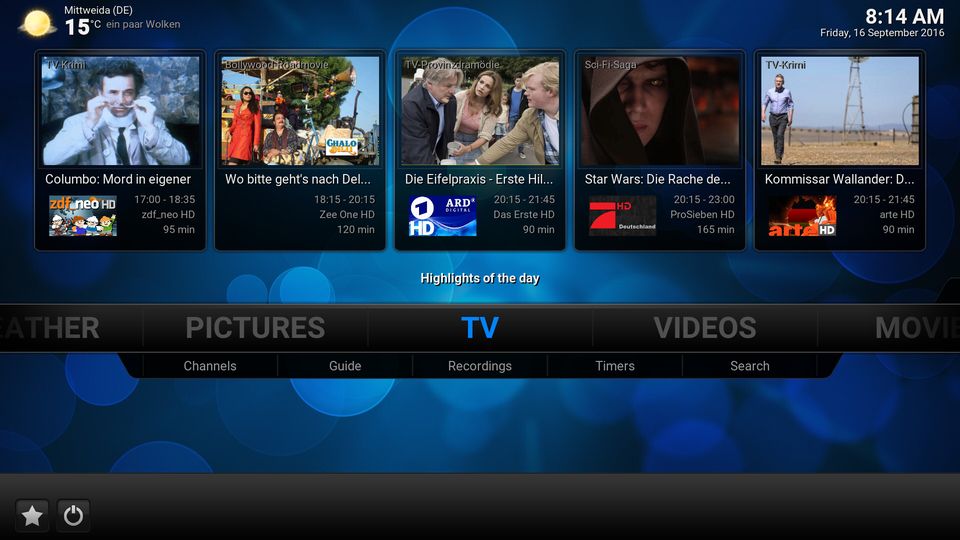 Mittweida (DE)
15°C ein paar Wolken
8:14 AM
Friday, 16 September 2016
TV-Krimi
Columbo: Mord in eigener
zdf_neo HD
17:00 - 18:35
zdf_neo HD
95 min
Bollywood-Roadmovie
GHALO
Wo bitte geht's nach Del...
18:15 - 20:15
Zee One HD
120 min
TV-Provinzdramödie
Die Eifelpraxis - Erste Hil...
1
HD
ARD
DIGITAL
20:15 - 21:45
Das Erste HD
90 min
Sci-Fi-Saga
Star Wars: Die Rache de...
7 HD
Deutschland
20:15 - 23:00
ProSieben HD
165 min
TV-Krimi
Kommissar Wallander: D...
arte HD
20:15 - 21:45
arte HD
90 min
Highlights of the day
EATHER
PICTURES
TV
VIDEOS
MOVIE
Channels
Guide
Recordings
Timers
Search